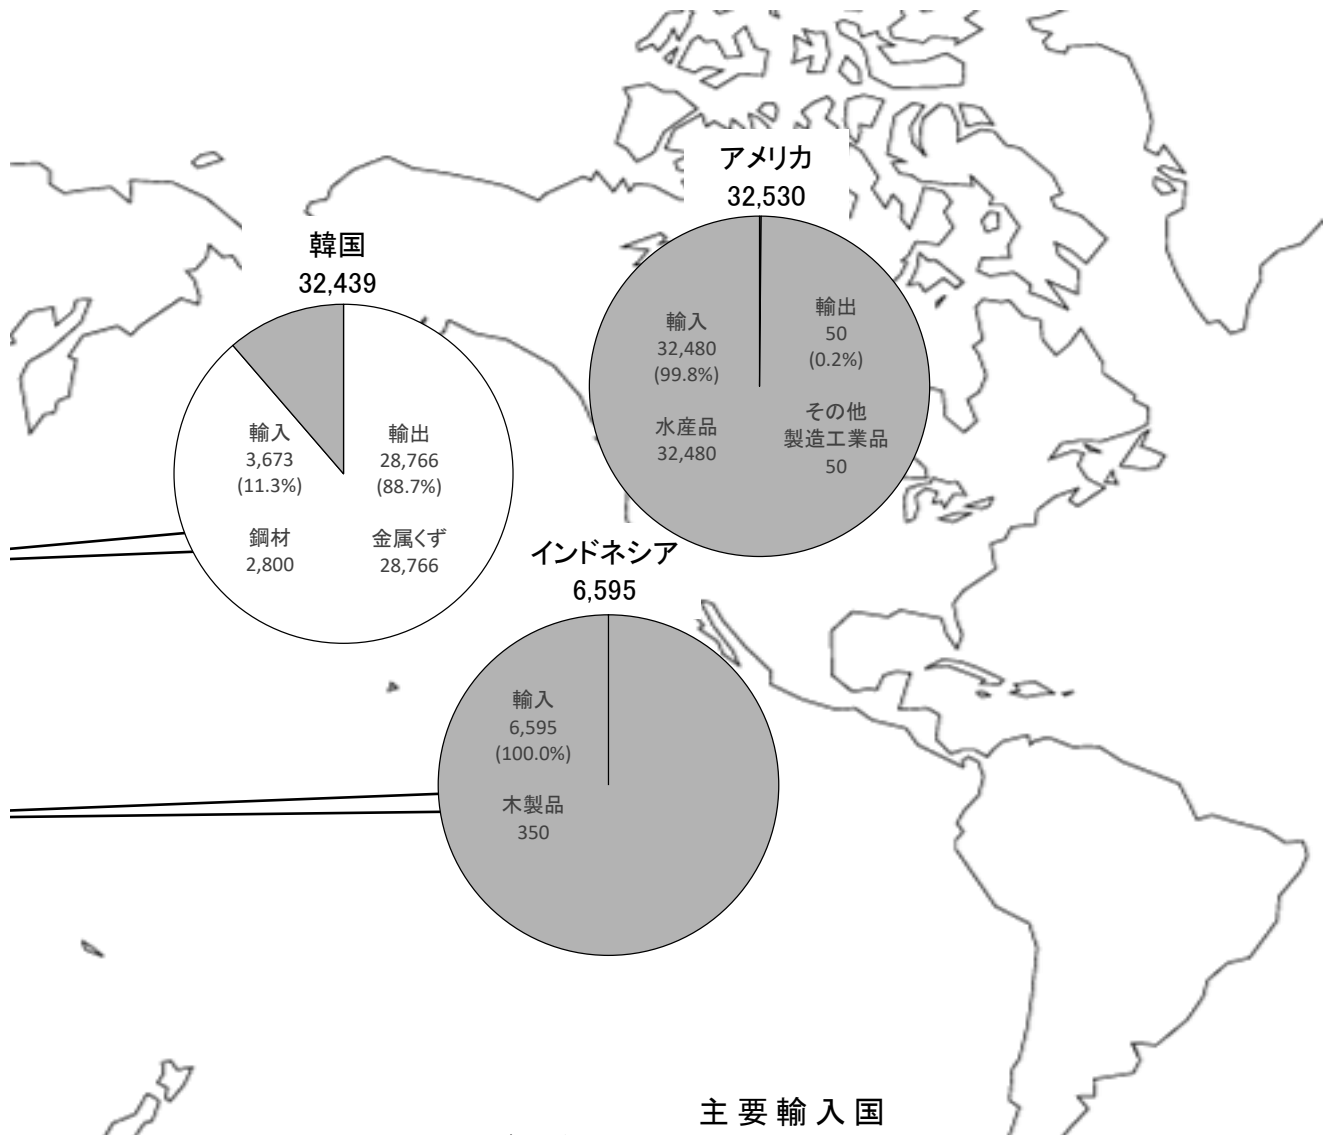 アメリカ
32,530
輸入
32,480
(99.8%)
水産品
32,480
輸出
50
(0.2%)
その他
製造工業品
50
韓国
32,439
輸入
3,673
(11.3%)
鋼材
2,800
輸出
28,766
(88.7%)
金属くず
28,766
インドネシア
6,595
輸入
6,595
(100.0%)
木製品
350
主要輸入国